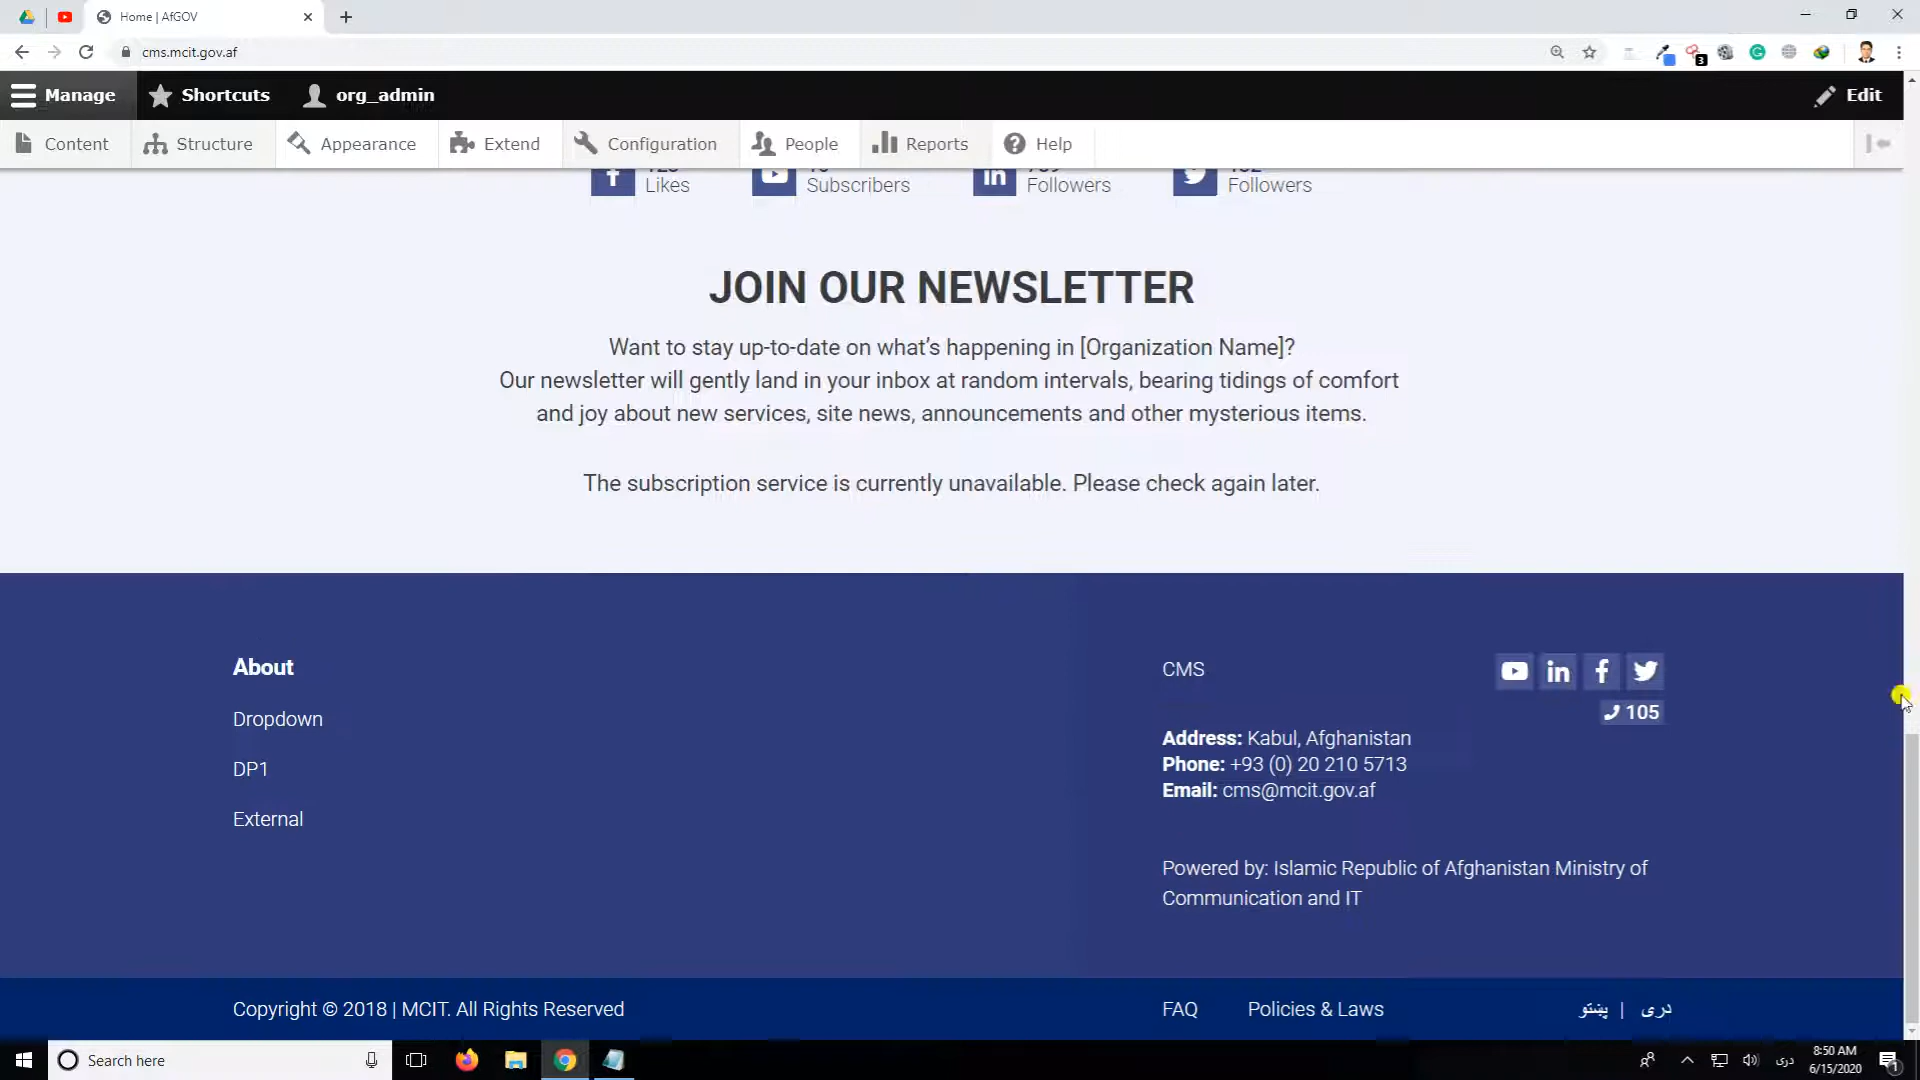 Home | AfGOV
cms.mcit.gov.af
3
Manage
Shortcuts
org_admin
Edit
Content
Structure
Appearance
Extend
Configuration
People
Reports
Help
Likes
Subscribers
Followers
Followers
JOIN OUR NEWSLETTER
Want to stay up-to-date on what’s happening in [Organization Name]?
Our newsletter will gently land in your inbox at random intervals, bearing tidings of comfort
and joy about new services, site news, announcements and other mysterious items.
The subscription service is currently unavailable. Please check again later.
About
Dropdown
DP1
External
CMS
105
Address: Kabul, Afghanistan
Phone: +93 (0) 20 210 5713
Email: cms@mcit.gov.af
Powered by: Islamic Republic of Afghanistan Ministry of
Communication and IT
Copyright © 2018 | MCIT. All Rights Reserved
FAQ
Policies & Laws
دری | پښتو
Search here
دری
8:50 AM
6/15/2020
1